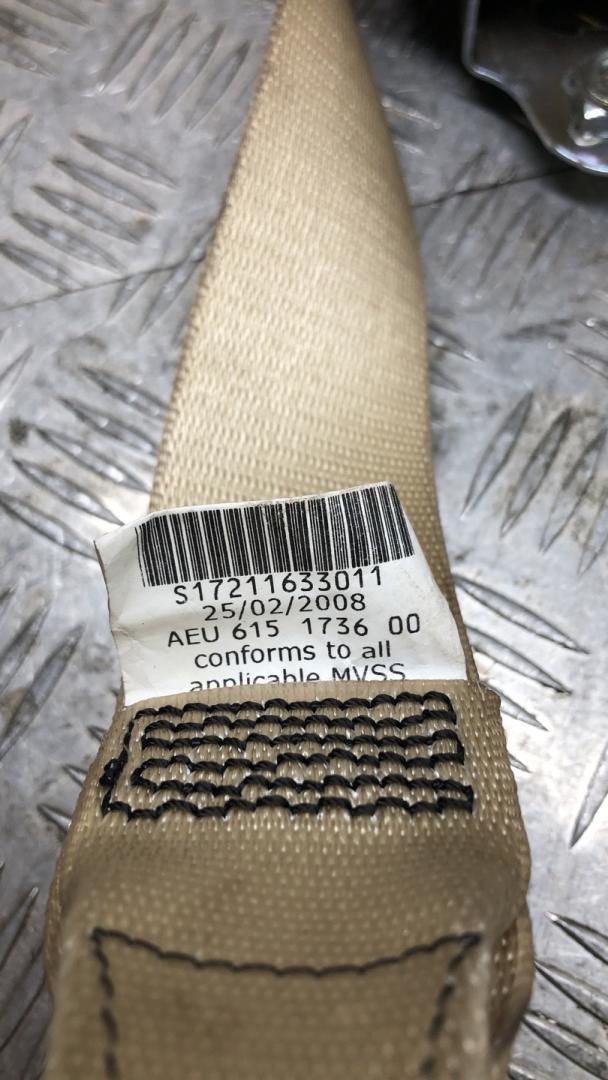 S17211633011
25/02/2008
AEU 615 1736 00
conforms to all
applicable MVSS